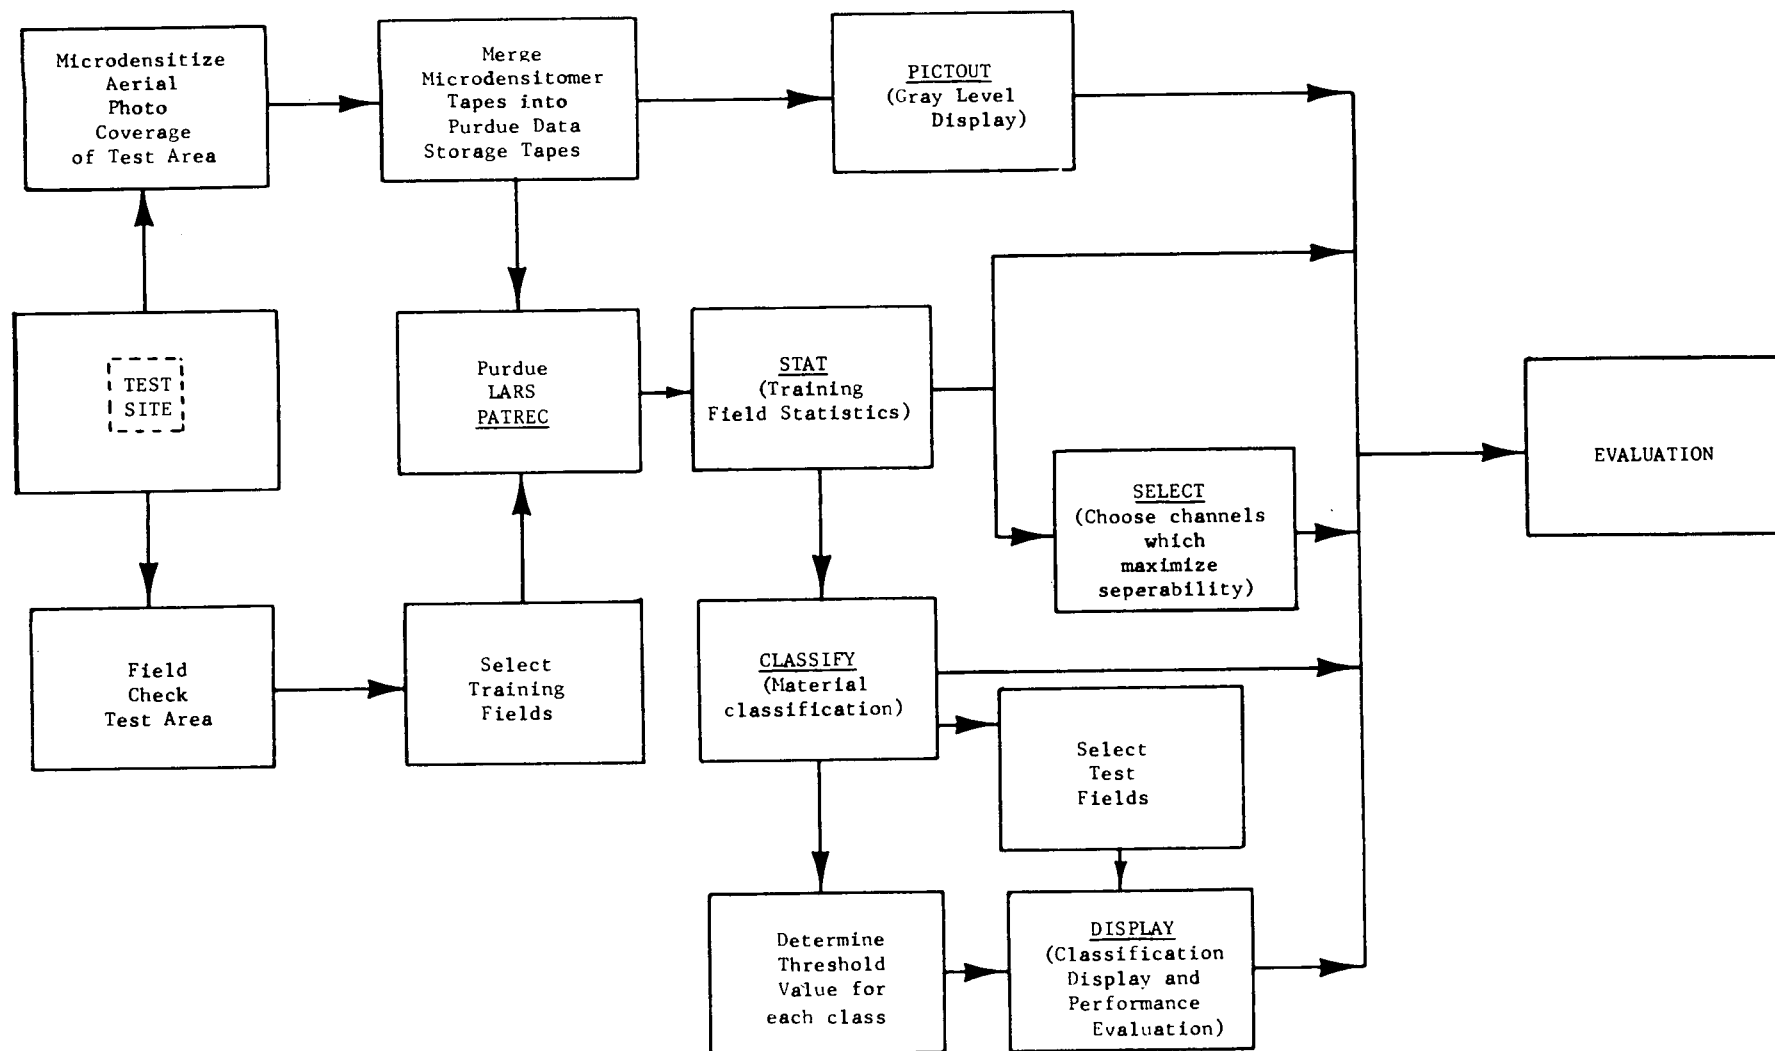 Microdensitize
Aerial
Photo
Coverage
of Test Area
Merge
Microdensitomer
Tapes into
Purdue Data
Storage Tapes
PICTOUT
(Gray Level
Display)
TEST
SITE
Purdue
LARS
PATREC
STAT
(Training
Field Statistics)
SELECT
(Choose channels
which
maximize
seperability)
EVALUATION
Field
Check
Test Area
Select
Training
Fields
CLASSIFY
(Material
classification)
Select
Test
Fields
Determine
Threshold
Value for
each class
DISPLAY
(Classification
Display and
Performance
Evaluation)